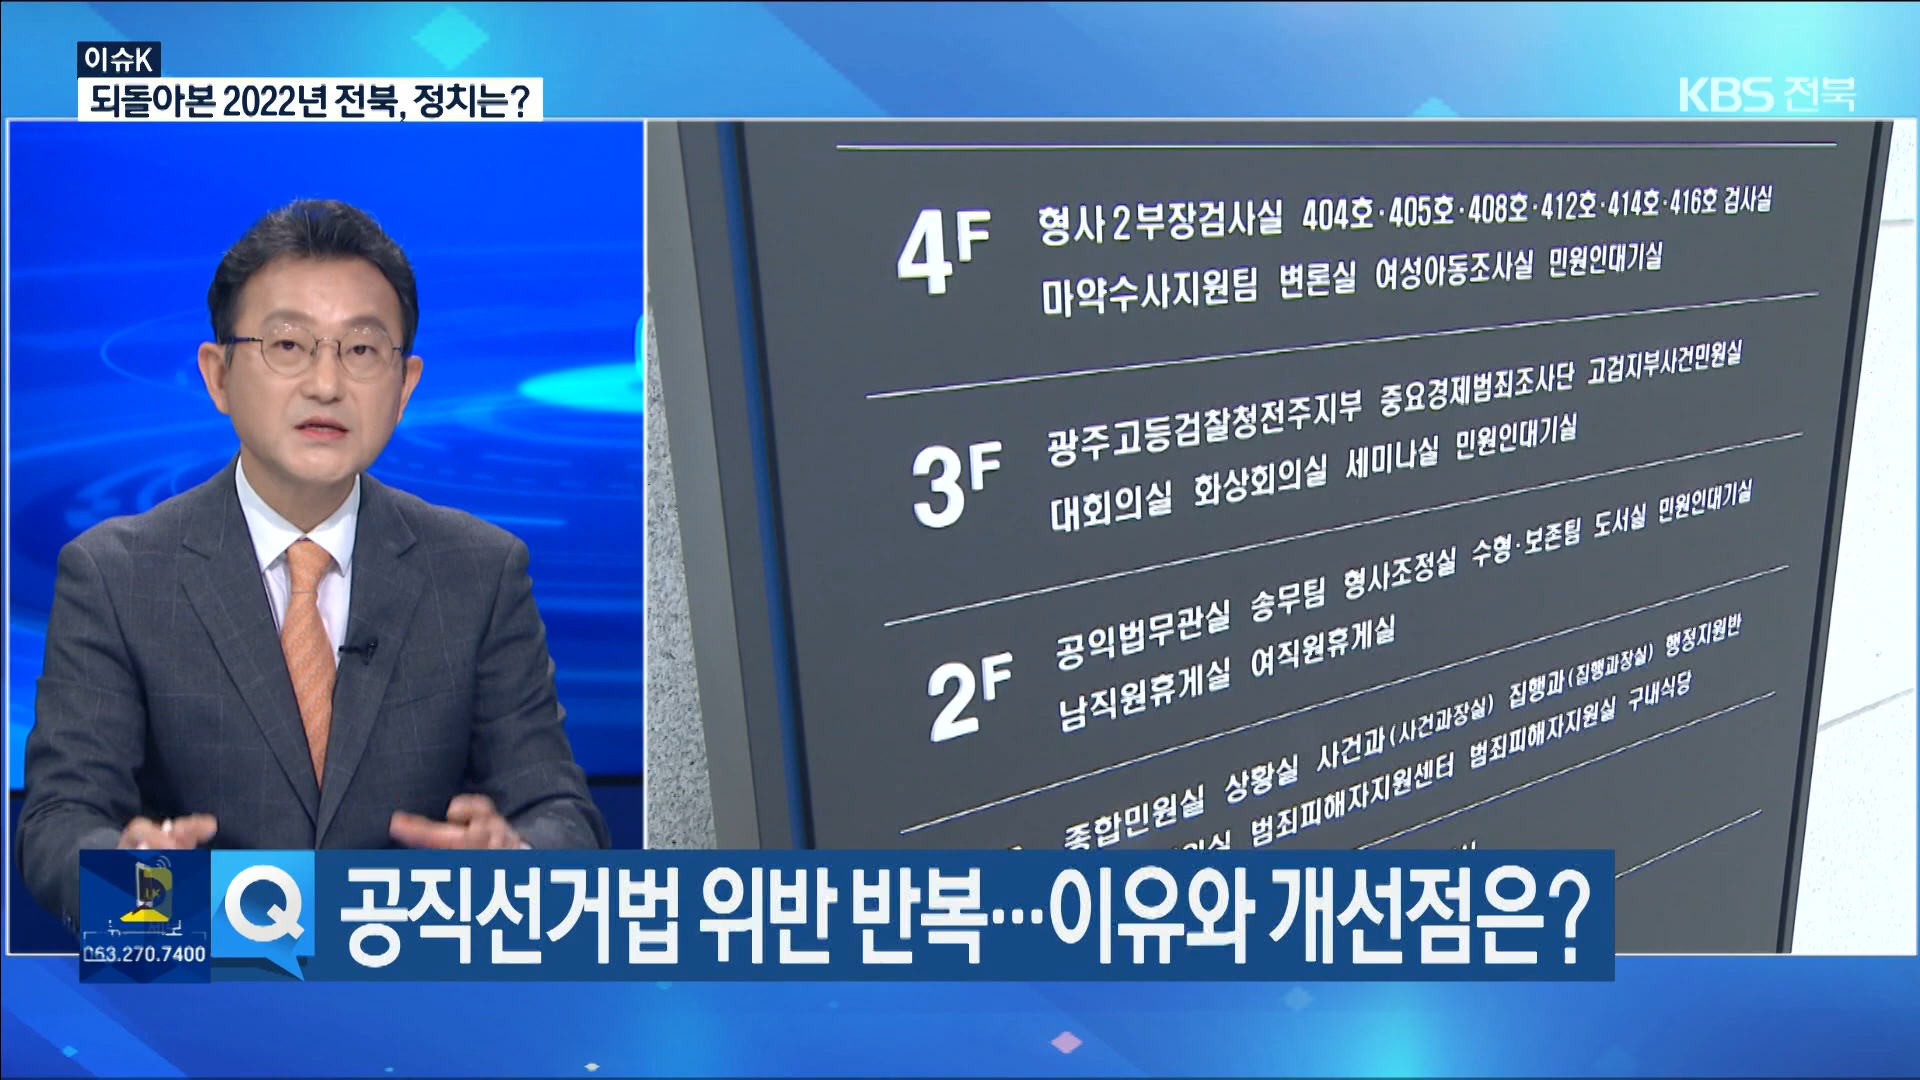 이슈K
되돌아본 2022년 전북, 정치는?
KBS 전북
4F 형사2부장검사실 404호·405호·408호·412호·414호·416호 검사실
마약수사지원팀 변론실 여성아동조사실 민원인대기실
3F 광주고등검찰청전주지부 중요경제범죄조사단 고검지부사건민원실
대회의실 화상회의실 세미나실 민원인대기실
2F 공익법무관실 송무팀 형사조정실 수형·보존팀 도서실 민원인대기실
남직원휴게실 여직원휴게실
종합민원실 상황실 사건과(사건과장실) 집행과(집행과장실) 행정지원반
범죄피해자지원센터 범죄피해자지원실 구내식당
063.270.7400
Q 공직선거법 위반 반복…이유와 개선점은?